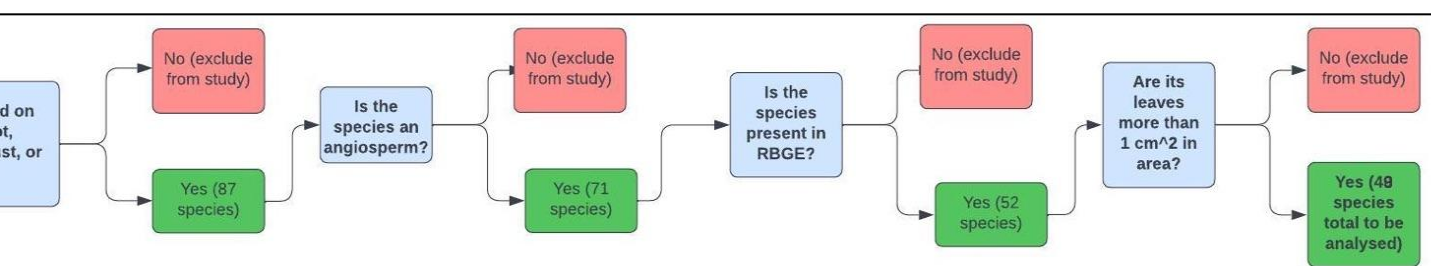 d on
ot,
ust, or
No (exclude
from study)
Yes (87
species)
Is the
species an
angiosperm?
No (exclude
from study)
Yes (71
species)
Is the
species
present in
RBGE?
No (exclude
from study)
Yes (52
species)
Are its
leaves
more than
1 cm^2 in
area?
No (exclude
from study)
Yes (
species
total to be
analysed)